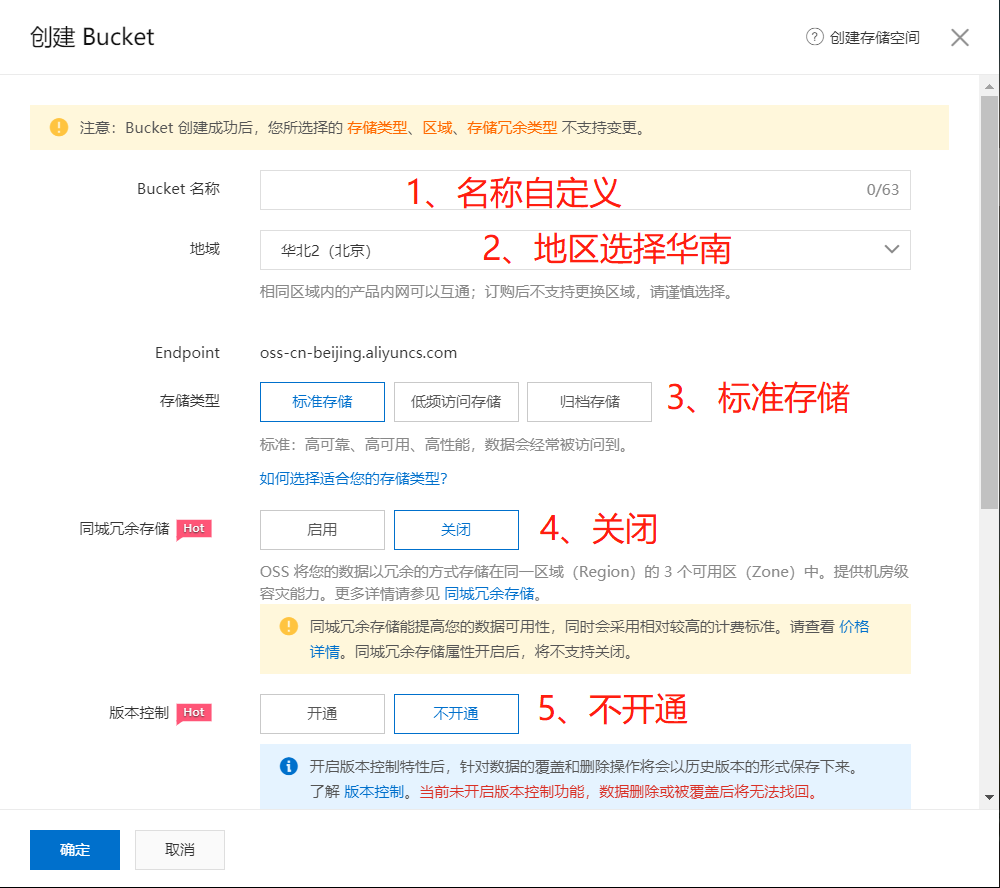 创建 Bucket
? 创建存储空间
注意：Bucket 创建成功后，您所选择的 存储类型、区域、存储冗余类型 不支持变更。
Bucket 名称 1、名称自定义 0/63
地域 华北2（北京） 2、地区选择华南
相同区域内的产品内网可以互通；订购后不支持更换区域，请谨慎选择。
Endpoint oss-cn-beijing.aliyuncs.com
存储类型 标准存储 低频访问存储 归档存储 3、标准存储
标准：高可靠、高可用、高性能，数据会经常被访问到。
如何选择适合您的存储类型?
同城冗余存储 Hot 启用 关闭 4、关闭
OSS 将您的数据以冗余的方式存储在同一区域（Region）的 3 个可用区（Zone）中。提供机房级
容灾能力。更多详情请参见 同城冗余存储。
同城冗余存储能提高您的数据可用性，同时会采用相对较高的计费标准。请查看 价格
详情。同城冗余存储属性开启后，将不支持关闭。
版本控制 Hot 开通 不开通 5、不开通
开启版本控制特性后，针对数据的覆盖和删除操作将会以历史版本的形式保存下来。
了解 版本控制。当前未开启版本控制功能，数据删除或被覆盖后将无法找回。
确定 取消